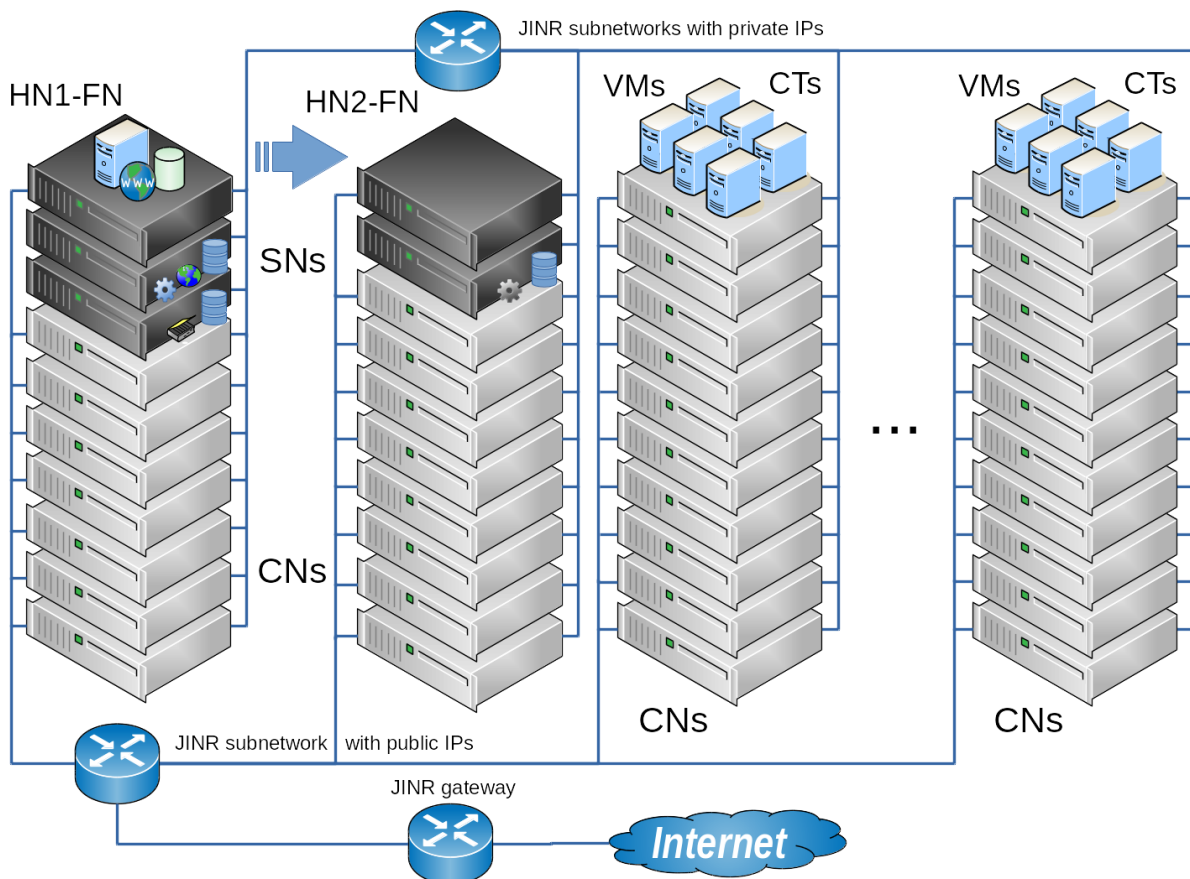 JINR subnetworks with private IPs
HN1-FN
HN2-FN
VMs
CTs
VMs
CTs
WWW
SNs
...
CNs
CNs
CNs
JINR subnetwork with public IPs
JINR gateway
Internet